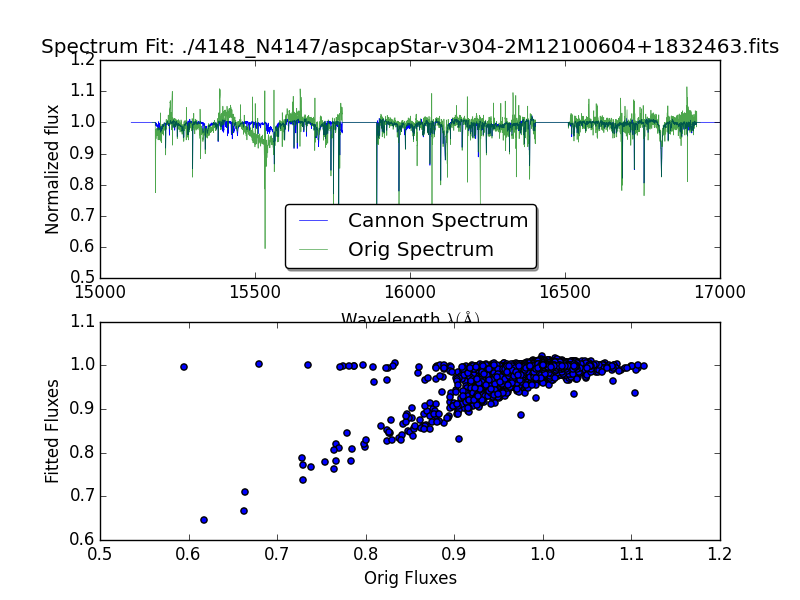 Spectrum Fit: ./4148_N4147/aspcapStar-v304-2M12100604+1832463.fits
1.2
1.1
1.0
0.9
0.8
0.7
0.6
0.5
Normalized flux
Cannon Spectrum
Orig Spectrum
15000 15500 16000 16500 17000
Wavelength λ(Å)
1.1
1.0
0.9
0.8
0.7
0.6
Fitted Fluxes
0.5 0.6 0.7 0.8 0.9 1.0 1.1 1.2
Orig Fluxes